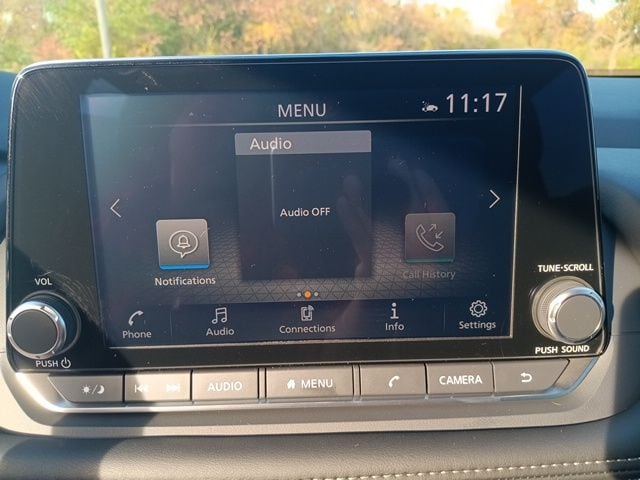 MENU
11:17
Audio
Audio OFF
Notifications
Call History
Phone
Audio
Connections
Info
Settings
VOL
PUSH
TUNE·SCROLL
PUSH SOUND
AUDIO
MENU
CAMERA